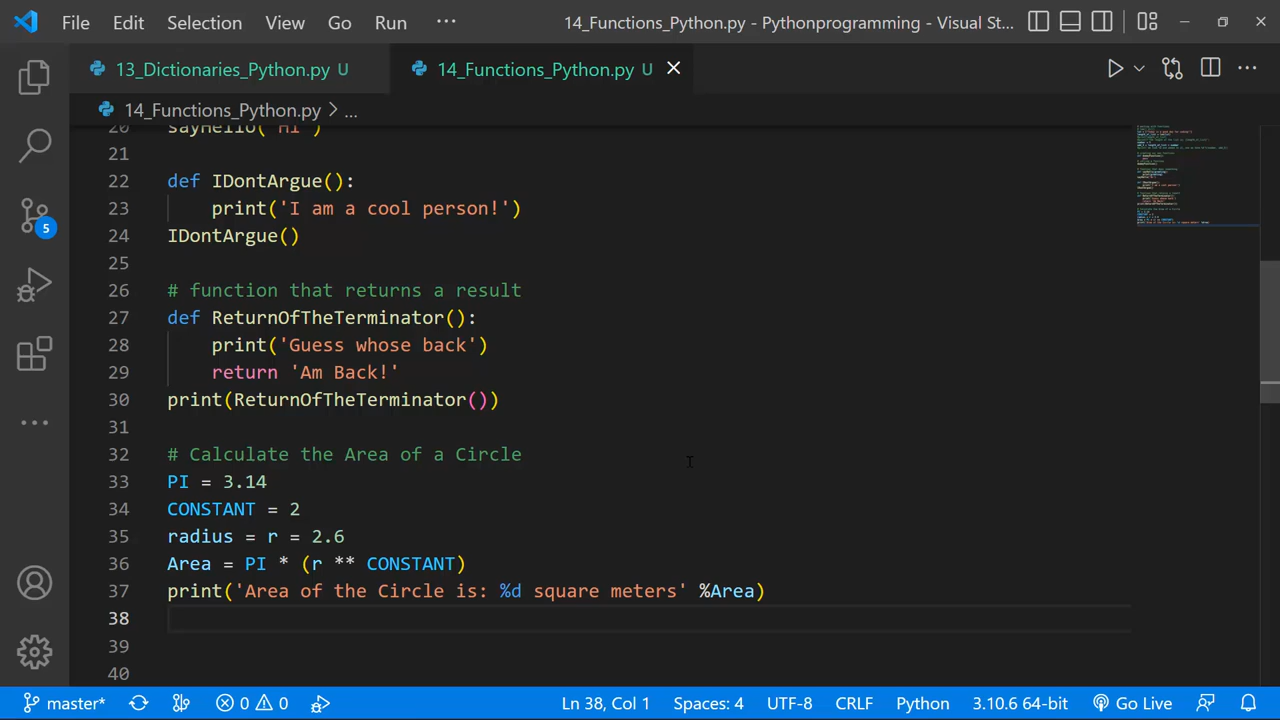 File Edit Selection View Go Run ··· 14_Functions_Python.py - Pythonprogramming - Visual St...
13_Dictionaries_Python.py U 14_Functions_Python.py U
14_Functions_Python.py > ...
20 sayHello('Hi')
21
22 def IDontArgue():
23 print('I am a cool person!')
24 IDontArgue()
25
26 # function that returns a result
27 def ReturnOfTheTerminator():
28 print('Guess whose back')
29 return 'Am Back!'
30 print(ReturnOfTheTerminator())
31
32 # Calculate the Area of a Circle
33 PI = 3.14
34 CONSTANT = 2
35 radius = r = 2.6
36 Area = PI * (r ** CONSTANT)
37 print('Area of the Circle is: %d square meters' %Area)
38
39
40
5
master* 0 0 Ln 38, Col 1 Spaces: 4 UTF-8 CRLF Python 3.10.6 64-bit Go Live